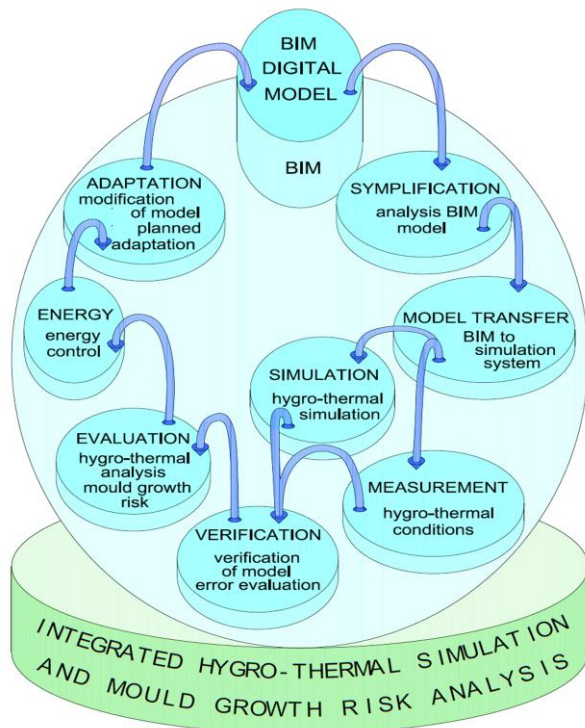 BIM
DIGITAL
MODEL
BIM
SYMPLIFICATION
analysis BIM
model
MODEL TRANSFER
BIM to
simulation
system
SIMULATION
hygro-thermal
simulation
MEASUREMENT
hygro-thermal
conditions
VERIFICATION
verification
of model
error evaluation
EVALUATION
hygro-thermal
analysis
mould growth
risk
ENERGY
energy
control
ADAPTATION
modification
of model
planned
adaptation
INTEGRATED HYGRO-THERMAL SIMULATION
AND MOULD GROWTH RISK ANALYSIS